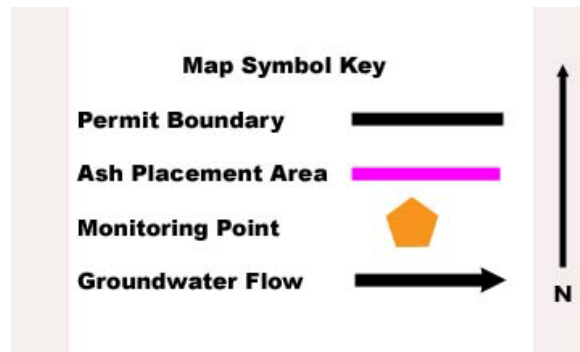 Map Symbol Key
Permit Boundary
Ash Placement Area
Monitoring Point
Groundwater Flow
N